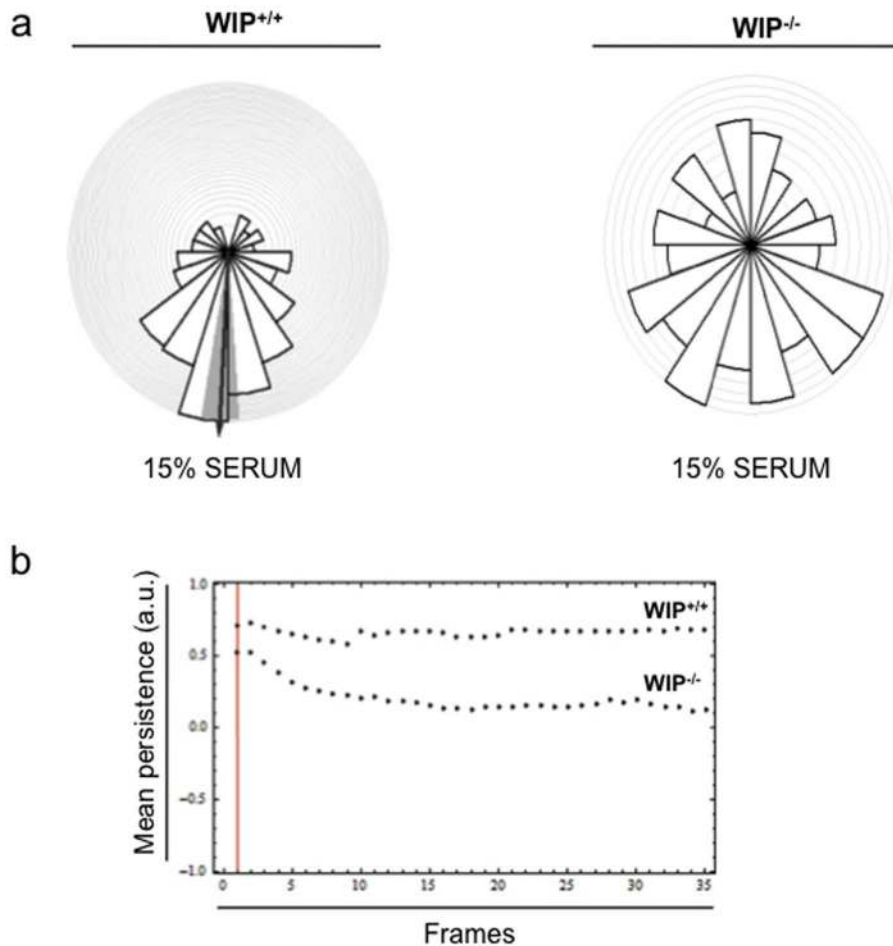 a
WIP+/+
WIP-/-
15% SERUM
15% SERUM
b
Mean persistence (a.u.)
1.0
0.5
0.0
−0.5
−1.0
WIP+/+
WIP-/-
0 5 10 15 20 25 30 35
Frames